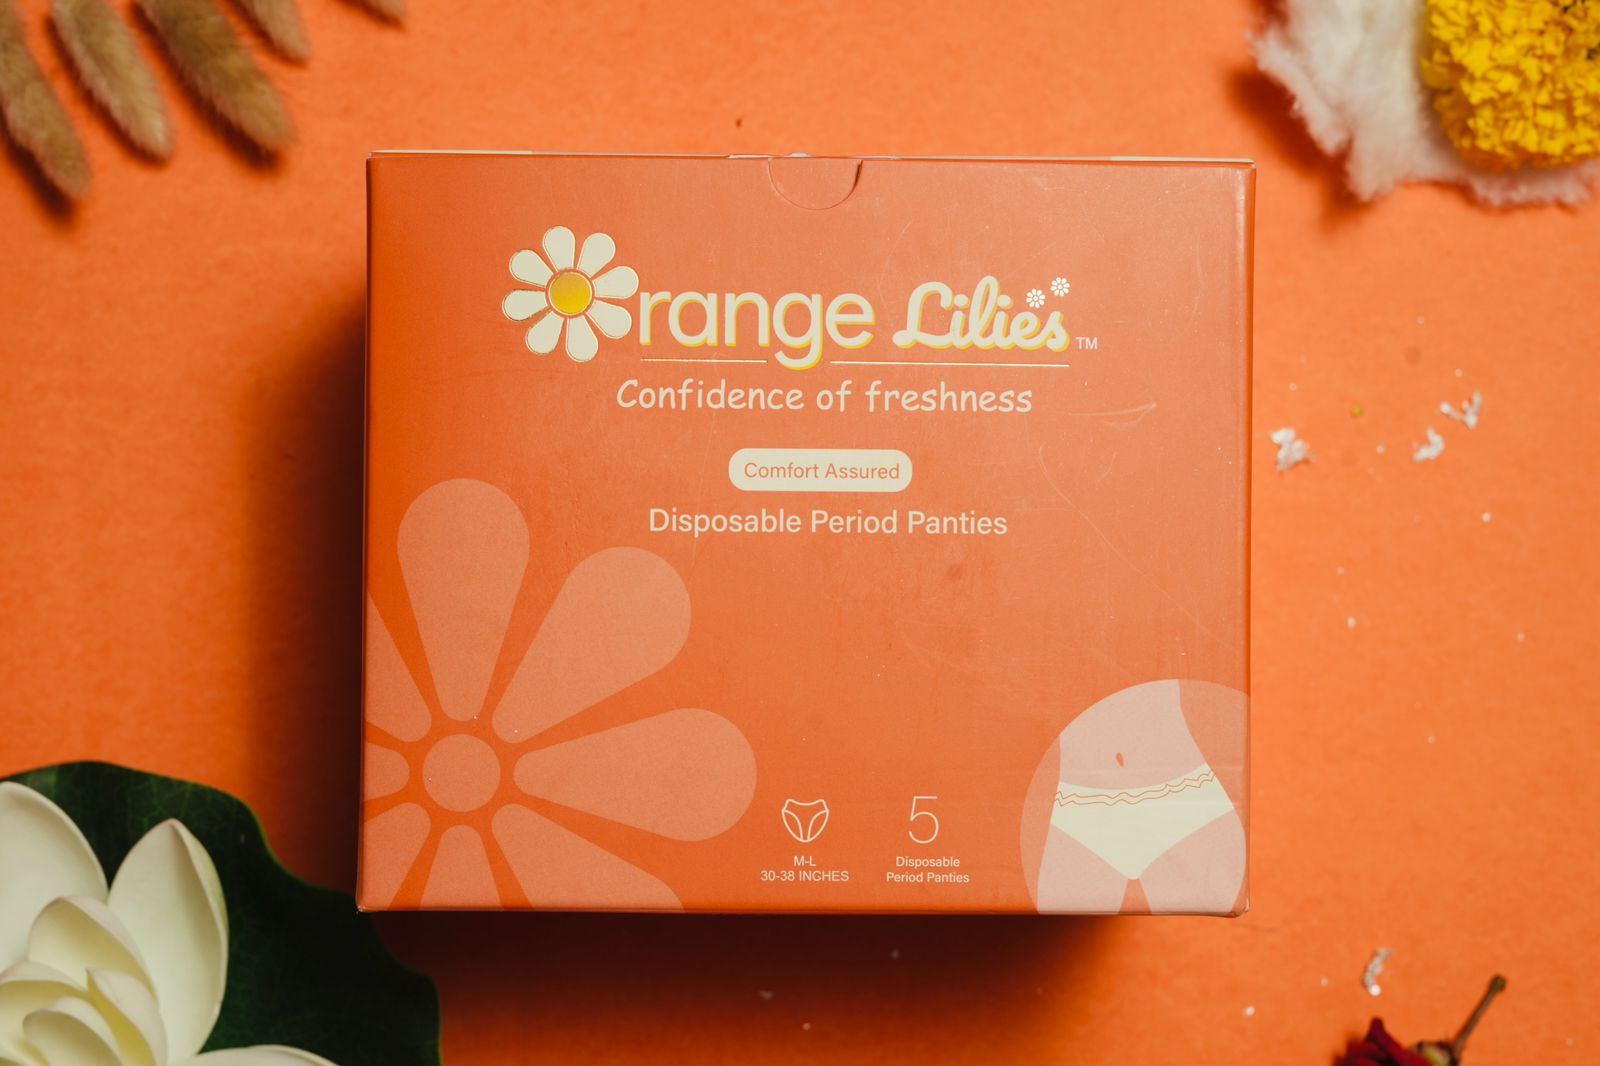 Orange Lilies™
Confidence of freshness
Comfort Assured
Disposable Period Panties
M-L
30-38 INCHES
5
Disposable
Period Panties